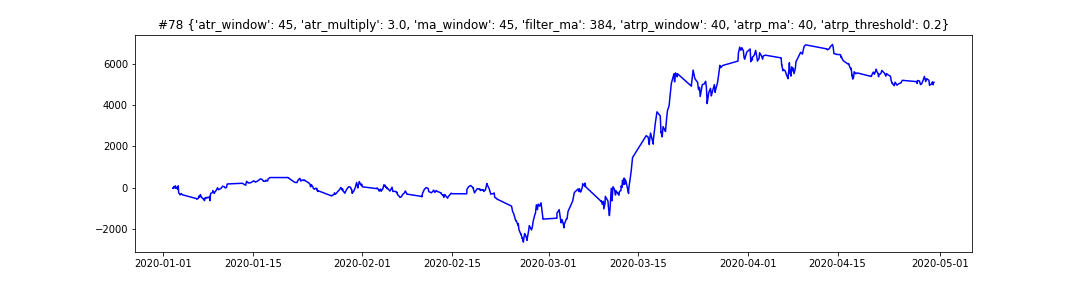 #78 {'atr_window': 45, 'atr_multiply': 3.0, 'ma_window': 45, 'filter_ma': 384, 'atrp_window': 40, 'atrp_ma': 40, 'atrp_threshold': 0.2}
6000
4000
2000
0
−2000
2020-01-01 2020-01-15 2020-02-01 2020-02-15 2020-03-01 2020-03-15 2020-04-01 2020-04-15 2020-05-01